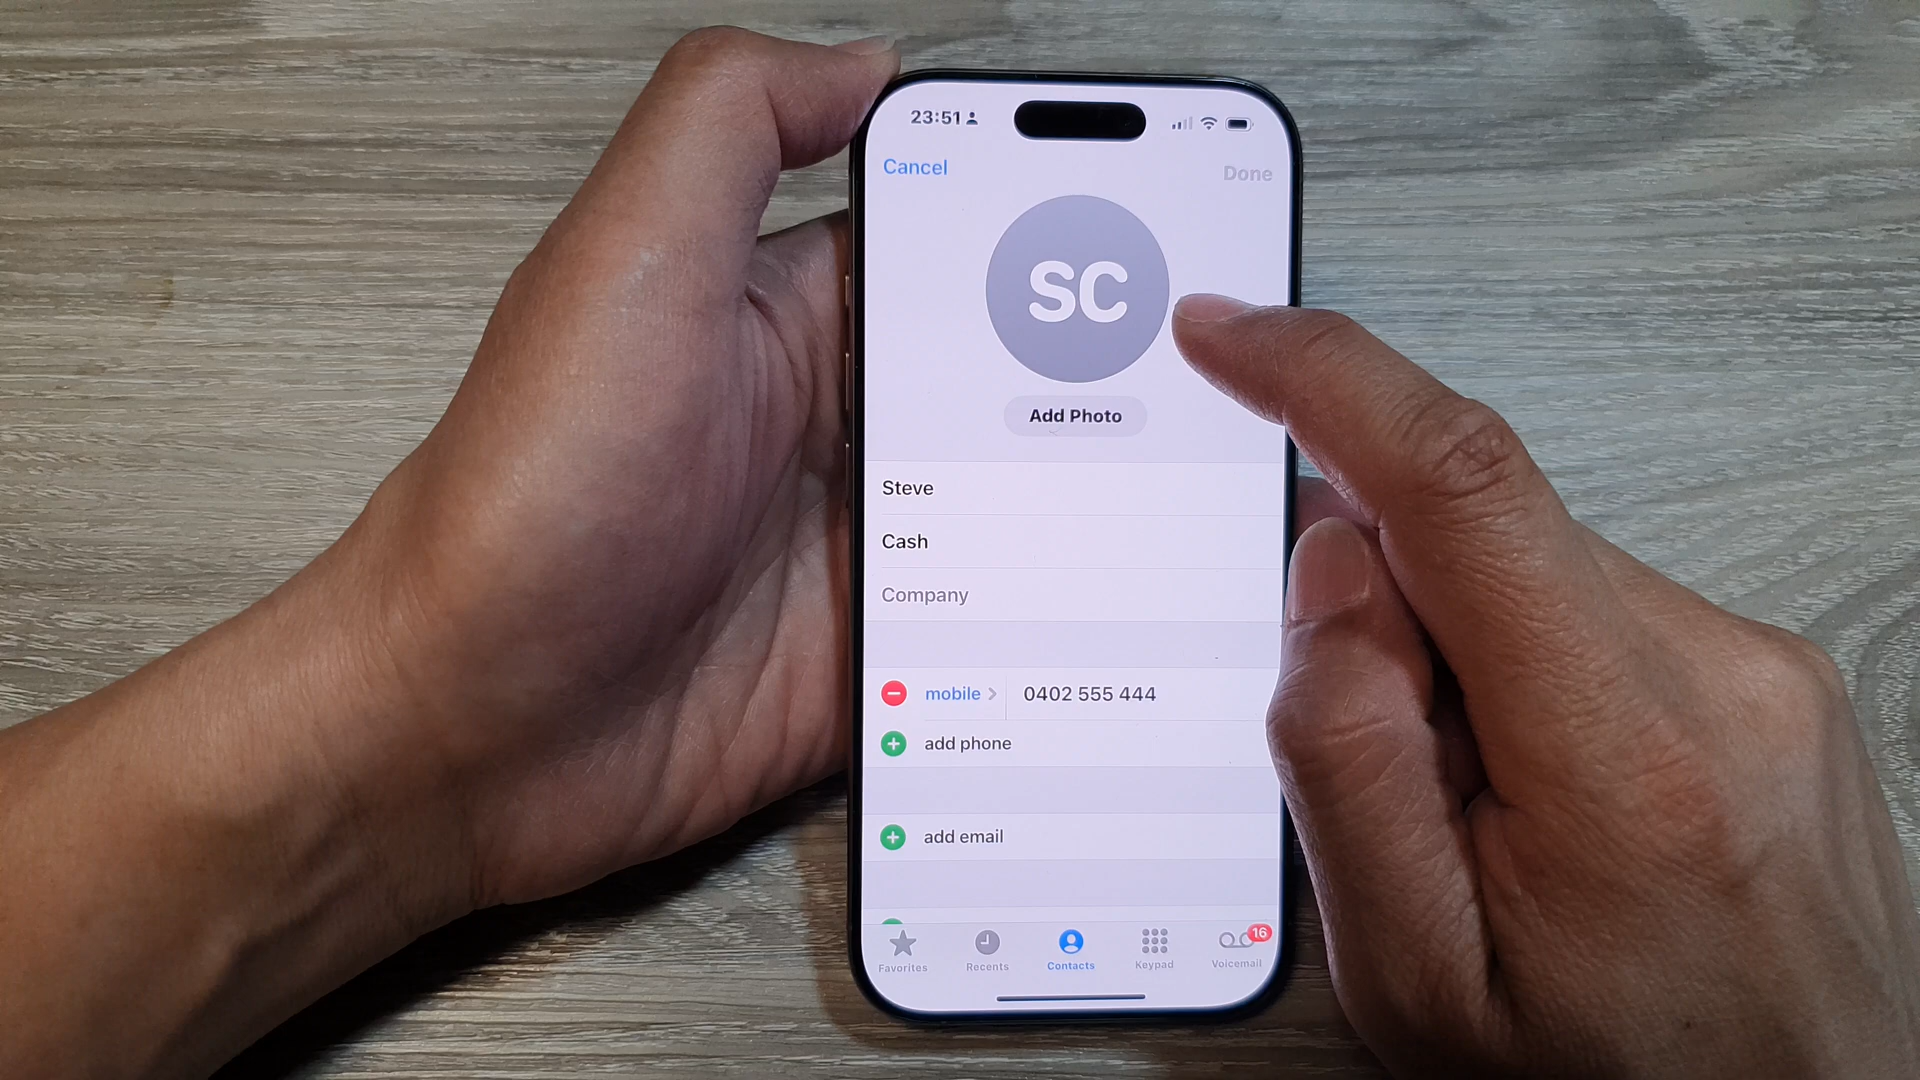 23:51
Cancel
Done
SC
Add Photo
Steve
Cash
Company
mobile
0402 555 444
add phone
add email
16
Favorites
Recents
Contacts
Keypad
Voicemail